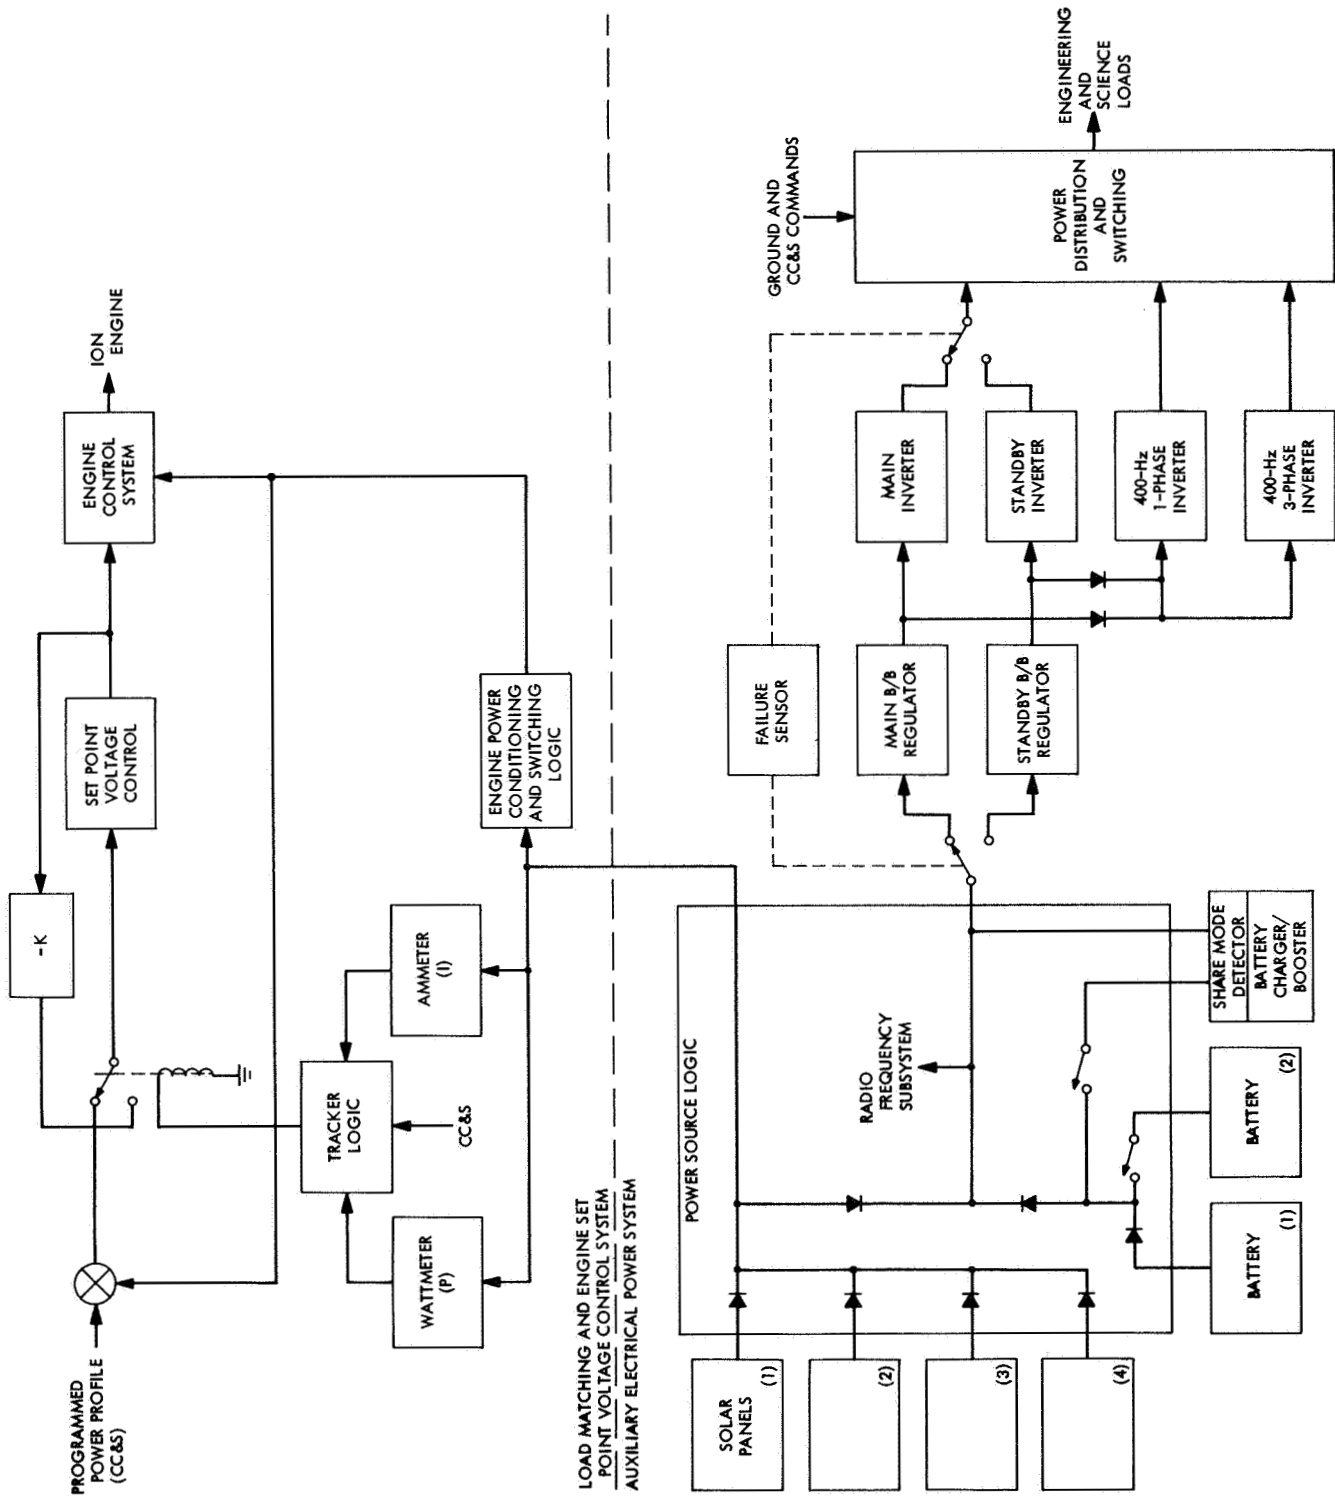 PROGRAMMED
POWER PROFILE
(CC&S)
-K
SET POINT
VOLTAGE
CONTROL
ENGINE
CONTROL
SYSTEM
ION
ENGINE
TRACKER
LOGIC
CC&S
WATTMETER
(P)
AMMETER
(I)
ENGINE POWER
CONDITIONING
AND SWITCHING
LOGIC
LOAD MATCHING AND ENGINE SET
POINT VOLTAGE CONTROL SYSTEM
AUXILIARY ELECTRICAL POWER SYSTEM
SOLAR
PANELS
(1)
(2)
(3)
(4)
POWER SOURCE LOGIC
RADIO
FREQUENCY
SUBSYSTEM
BATTERY
(1)
BATTERY
(2)
SHARE MODE
DETECTOR
BATTERY
CHARGER/
BOOSTER
FAILURE
SENSOR
MAIN B/B
REGULATOR
STANDBY B/B
REGULATOR
MAIN
INVERTER
STANDBY
INVERTER
400-Hz
1-PHASE
INVERTER
400-Hz
3-PHASE
INVERTER
GROUND AND
CC&S COMMANDS
POWER
DISTRIBUTION
AND
SWITCHING
ENGINEERING
AND
SCIENCE
LOADS